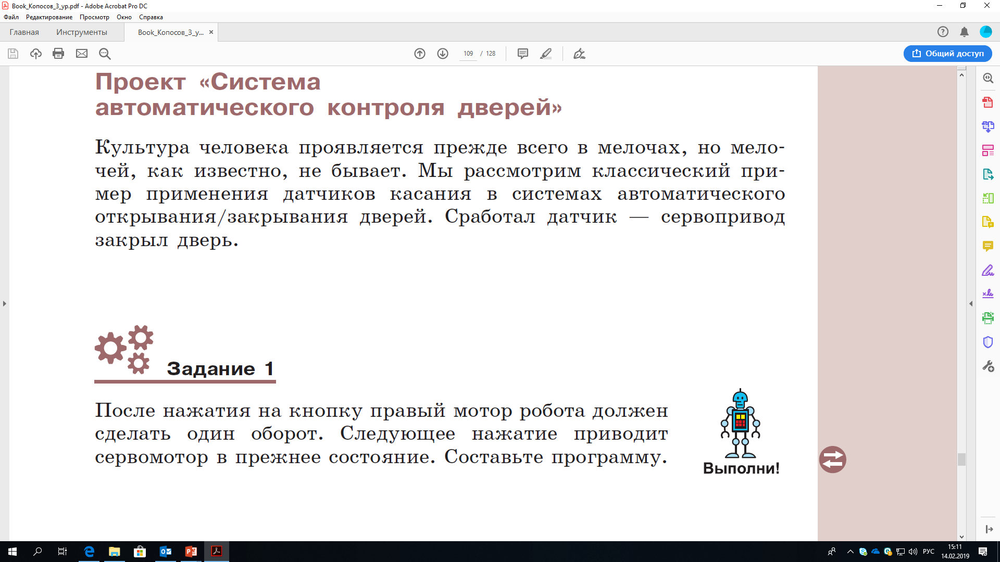 Book_Копосов_3_ур.pdf - Adobe Acrobat Pro DC
Файл Редактирование Просмотр Окно Справка
Главная Инструменты Book_Копосов_3_у... ×
109 / 128 Общий доступ
Проект «Система
автоматического контроля дверей»
Культура человека проявляется прежде всего в мелочах, но мело-
чей, как известно, не бывает. Мы рассмотрим классический при-
мер применения датчиков касания в системах автоматического
открывания/закрывания дверей. Сработал датчик — сервопривод
закрыл дверь.
Задание 1
После нажатия на кнопку правый мотор робота должен
сделать один оборот. Следующее нажатие приводит
сервомотор в прежнее состояние. Составьте программу.
Выполни!
РУС
15:11
14.02.2019